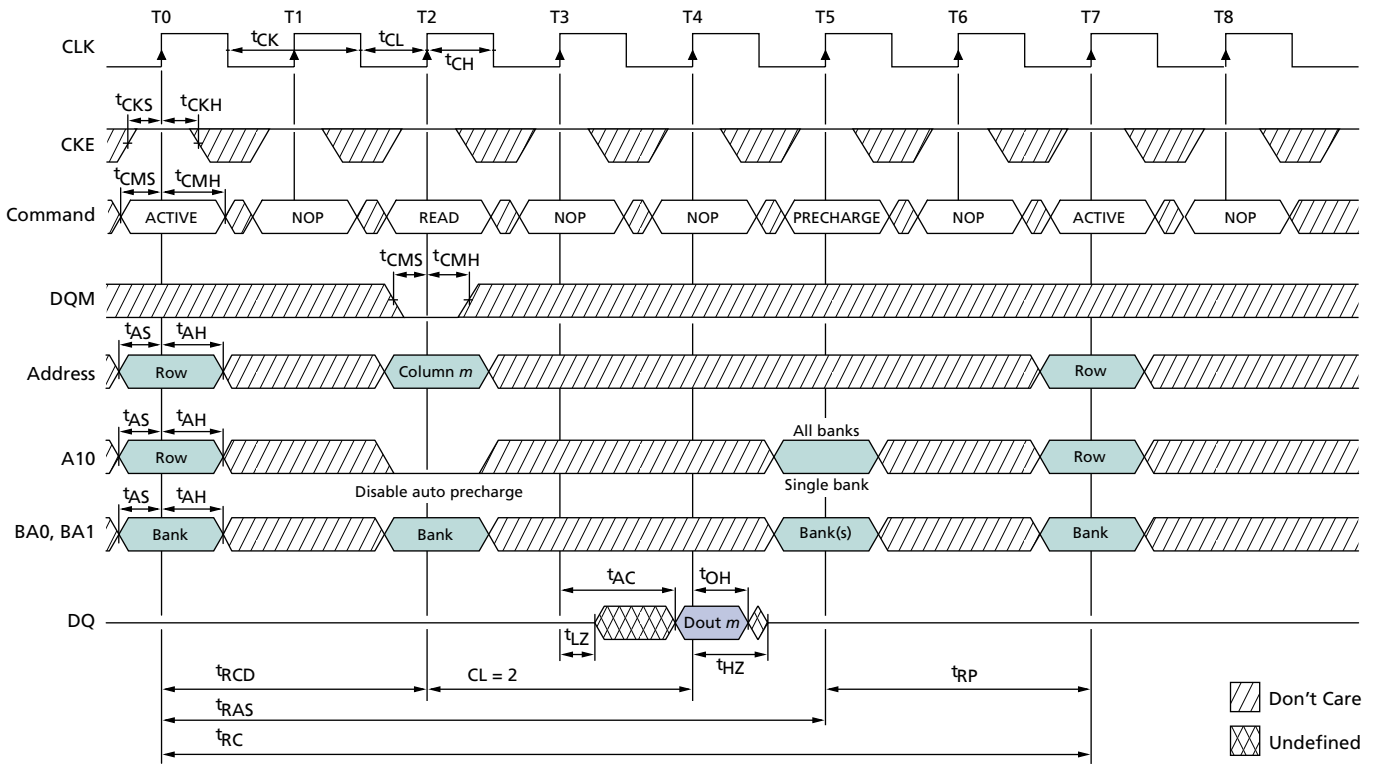 T0 T1 T2 T3 T4 T5 T6 T7 T8
CLK tCK tCL tCH
tCKS tCKH
CKE
tCMS tCMH
Command ACTIVE NOP READ NOP NOP PRECHARGE NOP ACTIVE NOP
tCMS tCMH
DQM
tAS tAH
Address Row Column m Row
tAS tAH All banks
A10 Row Row
Disable auto precharge Single bank
tAS tAH
BA0, BA1 Bank Bank Bank(s) Bank
tAC tOH
DQ Dout m
tLZ tHZ
tRCD CL = 2 tRP
tRAS
tRC
Don't Care
Undefined